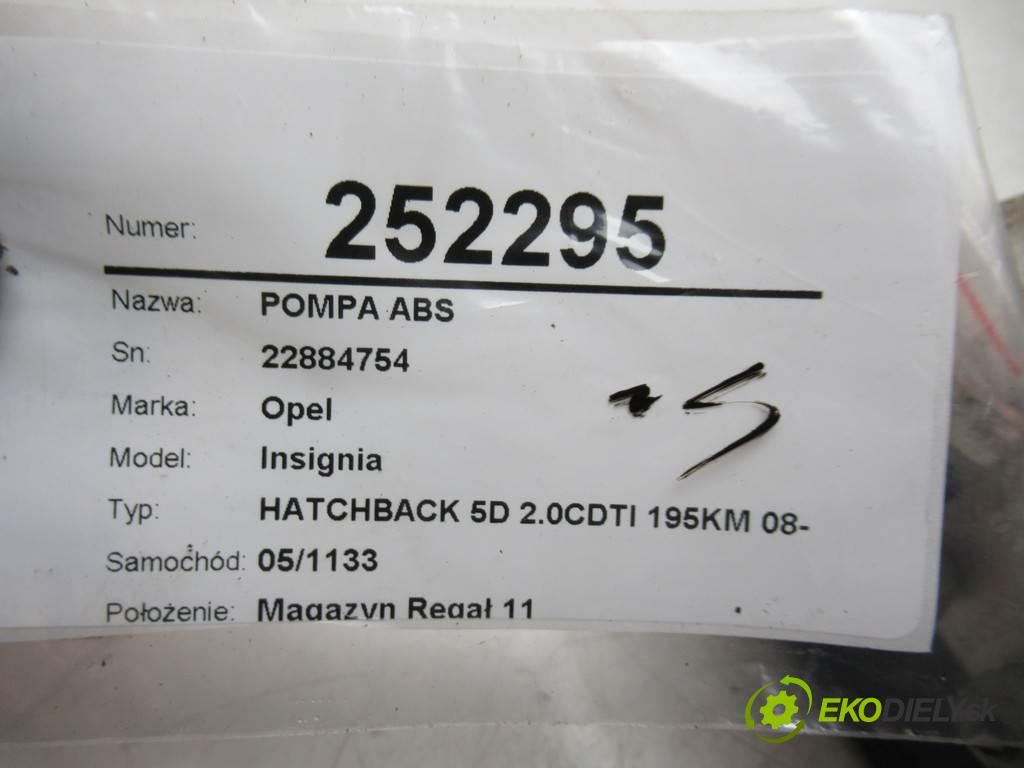 Numer: 252295
Nazwa: POMPA ABS
Sn: 22884754
Marka: Opel
Model: Insignia
Typ: HATCHBACK 5D 2.0CDTI 195KM 08-
Samochód: 05/1133
Położenie: Magazyn Regał 11
EKODIELY.sk